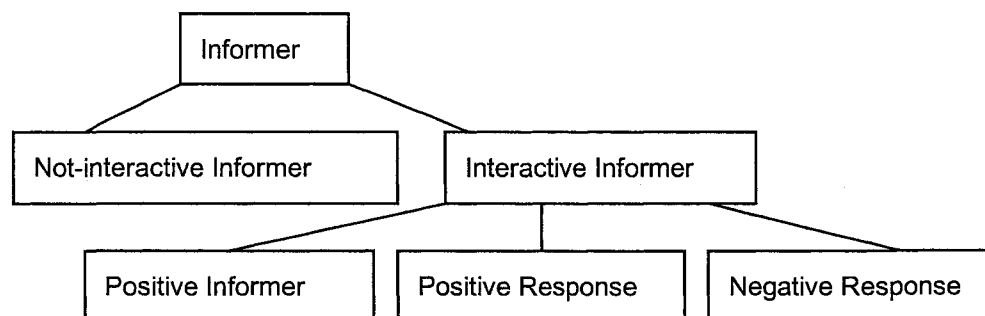 Informer
Not-interactive Informer
Interactive Informer
Positive Informer
Positive Response
Negative Response